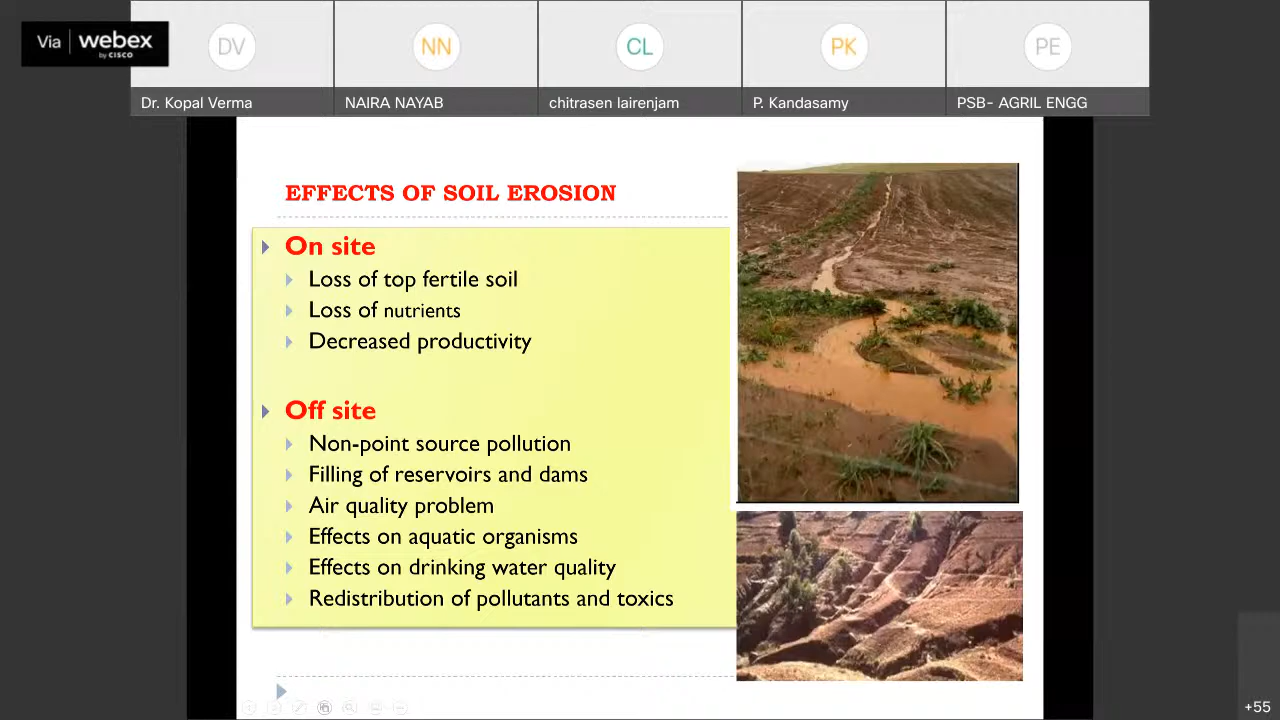 Via webex
by CISCO
DV
NN
CL
PK
PE
Dr. Kopal Verma
NAIRA NAYAB
chitrasen lairenjam
P. Kandasamy
PSB- AGRIL ENGG
EFFECTS OF SOIL EROSION
On site
Loss of top fertile soil
Loss of nutrients
Decreased productivity
Off site
Non-point source pollution
Filling of reservoirs and dams
Air quality problem
Effects on aquatic organisms
Effects on drinking water quality
Redistribution of pollutants and toxics
+55